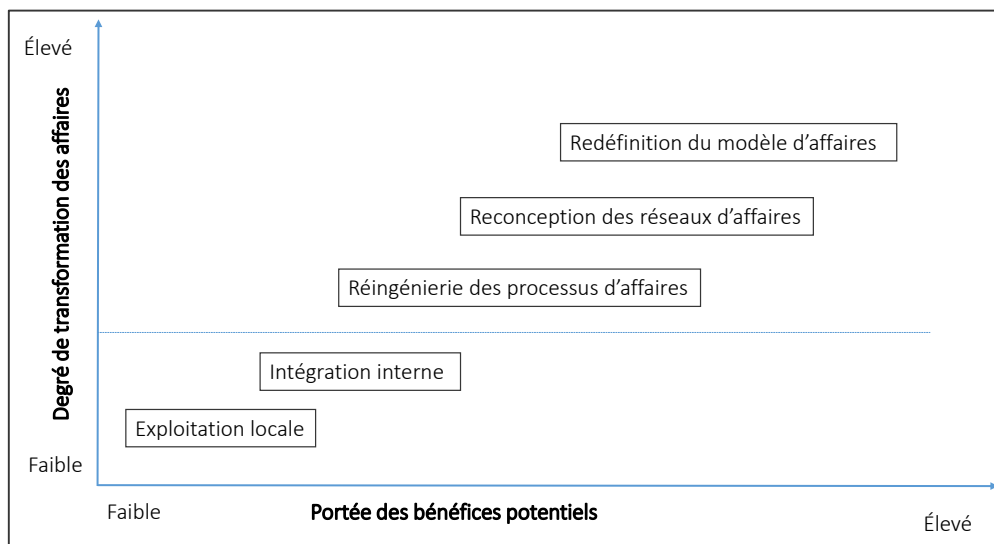 Élevé
Degré de transformation des affaires
Redéfinition du modèle d’affaires
Reconception des réseaux d’affaires
Réingénierie des processus d’affaires
Intégration interne
Exploitation locale
Faible
Faible
Portée des bénéfices potentiels
Élevé